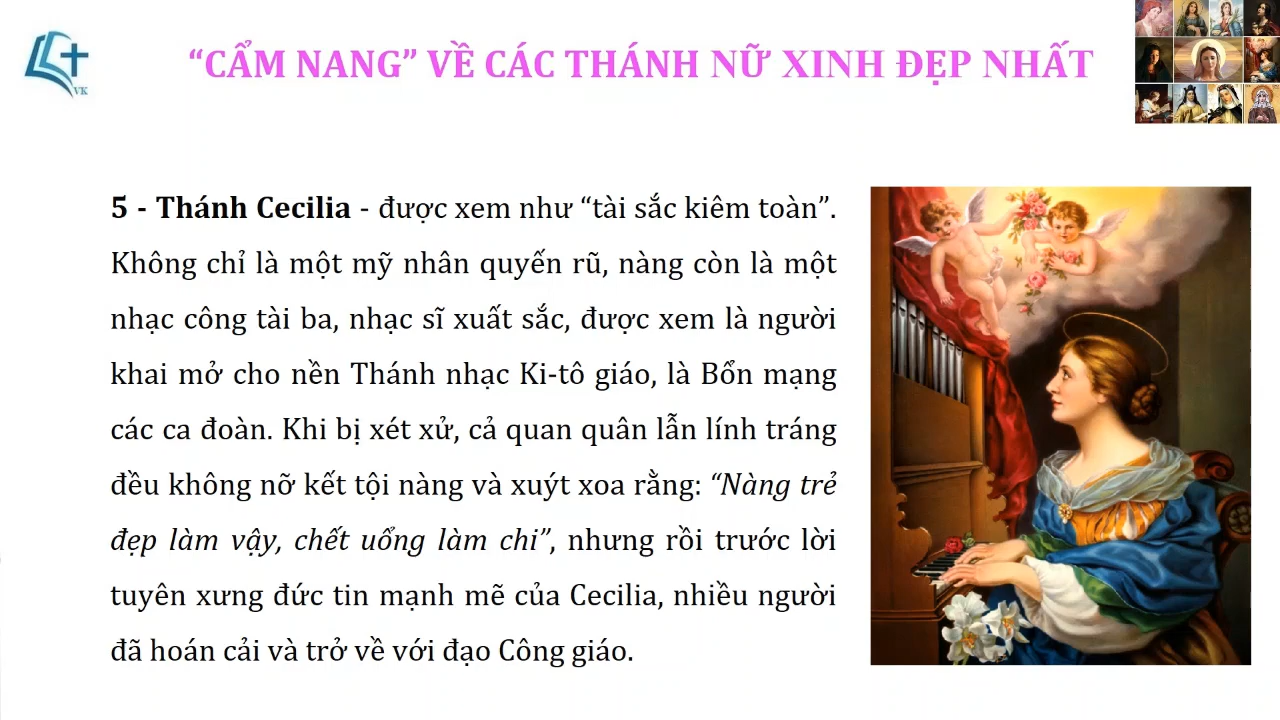 VK
“CẨM NANG” VỀ CÁC THÁNH NỮ XINH ĐẸP NHẤT
5 - Thánh Cecilia - được xem như “tài sắc kiêm toàn”.
Không chỉ là một mỹ nhân quyến rũ, nàng còn là một
nhạc công tài ba, nhạc sĩ xuất sắc, được xem là người
khai mở cho nền Thánh nhạc Ki-tô giáo, là Bổn mạng
các ca đoàn. Khi bị xét xử, cả quan quân lẫn lính tráng
đều không nỡ kết tội nàng và xuýt xoa rằng: “Nàng trẻ
đẹp làm vậy, chết uổng làm chi”, nhưng rồi trước lời
tuyên xưng đức tin mạnh mẽ của Cecilia, nhiều người
đã hoán cải và trở về với đạo Công giáo.